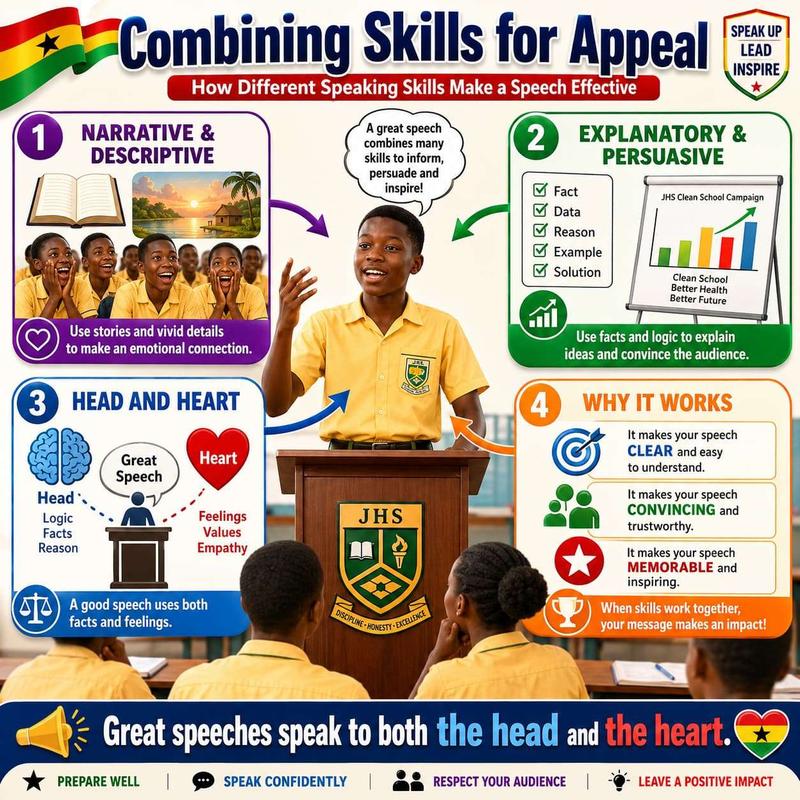 Combining Skills for Appeal
How Different Speaking Skills Make a Speech Effective
SPEAK UP
LEAD
INSPIRE
1
NARRATIVE &
DESCRIPTIVE
Use stories and vivid details
to make an emotional connection.
A great speech
combines many
skills to inform,
persuade and
inspire!
2
EXPLANATORY &
PERSUASIVE
Fact
Data
Reason
Example
Solution
JHS Clean School Campaign
Clean School
Better Health
Better Future
Use facts and logic to explain
ideas and convince the audience.
3
HEAD AND HEART
Head
Logic
Facts
Reason
Great
Speech
Heart
Feelings
Values
Empathy
A good speech uses both
facts and feelings.
4
WHY IT WORKS
It makes your speech
CLEAR and easy
to understand.
It makes your speech
CONVINCING and
trustworthy.
It makes your speech
MEMORABLE and
inspiring.
When skills work together,
your message makes an impact!
JHS
DISCIPLINE • HONESTY • EXCELLENCE
Great speeches speak to both the head and the heart.
PREPARE WELL
SPEAK CONFIDENTLY
RESPECT YOUR AUDIENCE
LEAVE A POSITIVE IMPACT